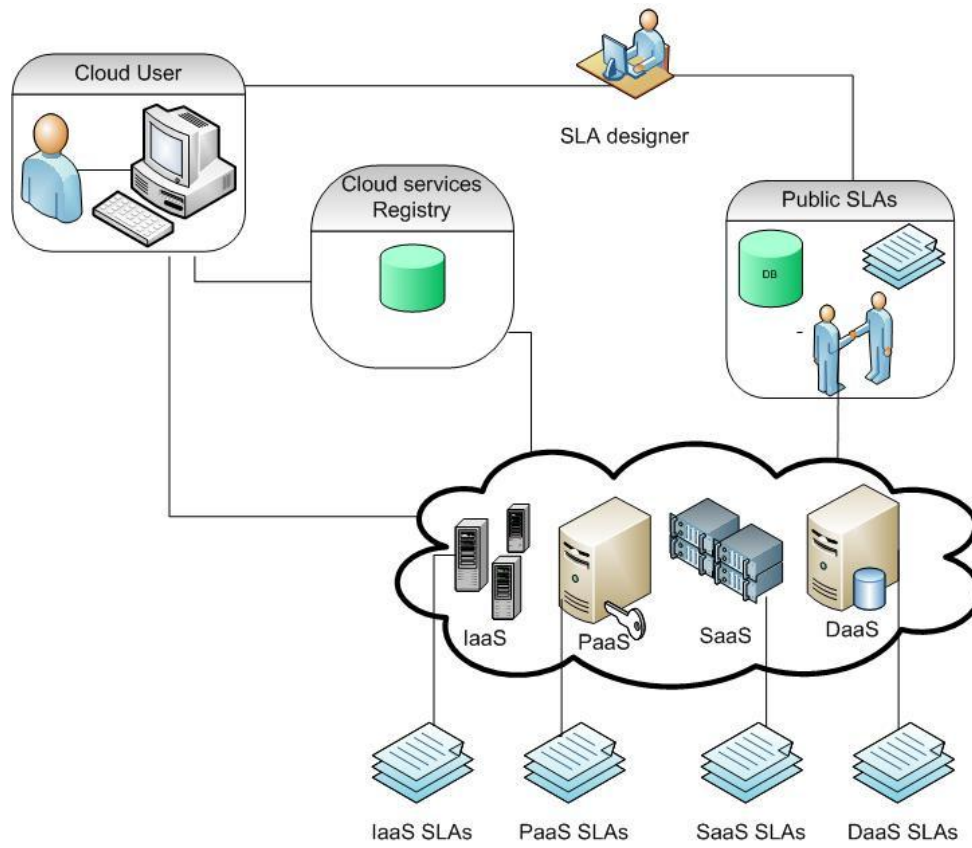 Cloud User
SLA designer
Cloud services
Registry
Public SLAs
DB
IaaS
PaaS
SaaS
DaaS
IaaS SLAs
PaaS SLAs
SaaS SLAs
DaaS SLAs